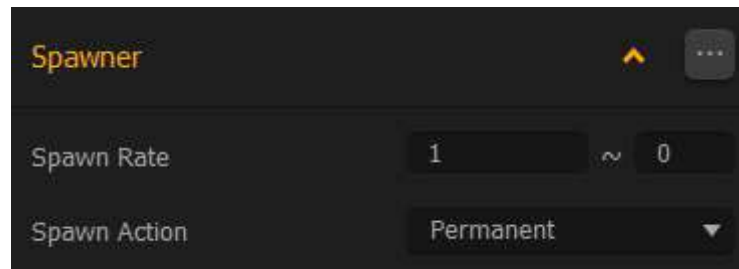 Spawner
Spawn Rate 1 ~ 0
Spawn Action Permanent